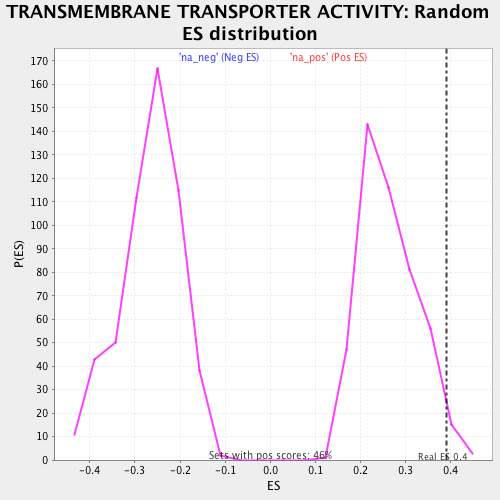 TRANSMEMBRANE TRANSPORTER ACTIVITY: Random
ES distribution
'na_neg' (Neg ES) 'na_pos' (Pos ES)
P(ES)
170
160
150
140
130
120
110
100
90
80
70
60
50
40
30
20
10
0
Sets with pos scores: 46%
Real ES 0.4
-0.4 -0.3 -0.2 -0.1 0.0 0.1 0.2 0.3 0.4
ES